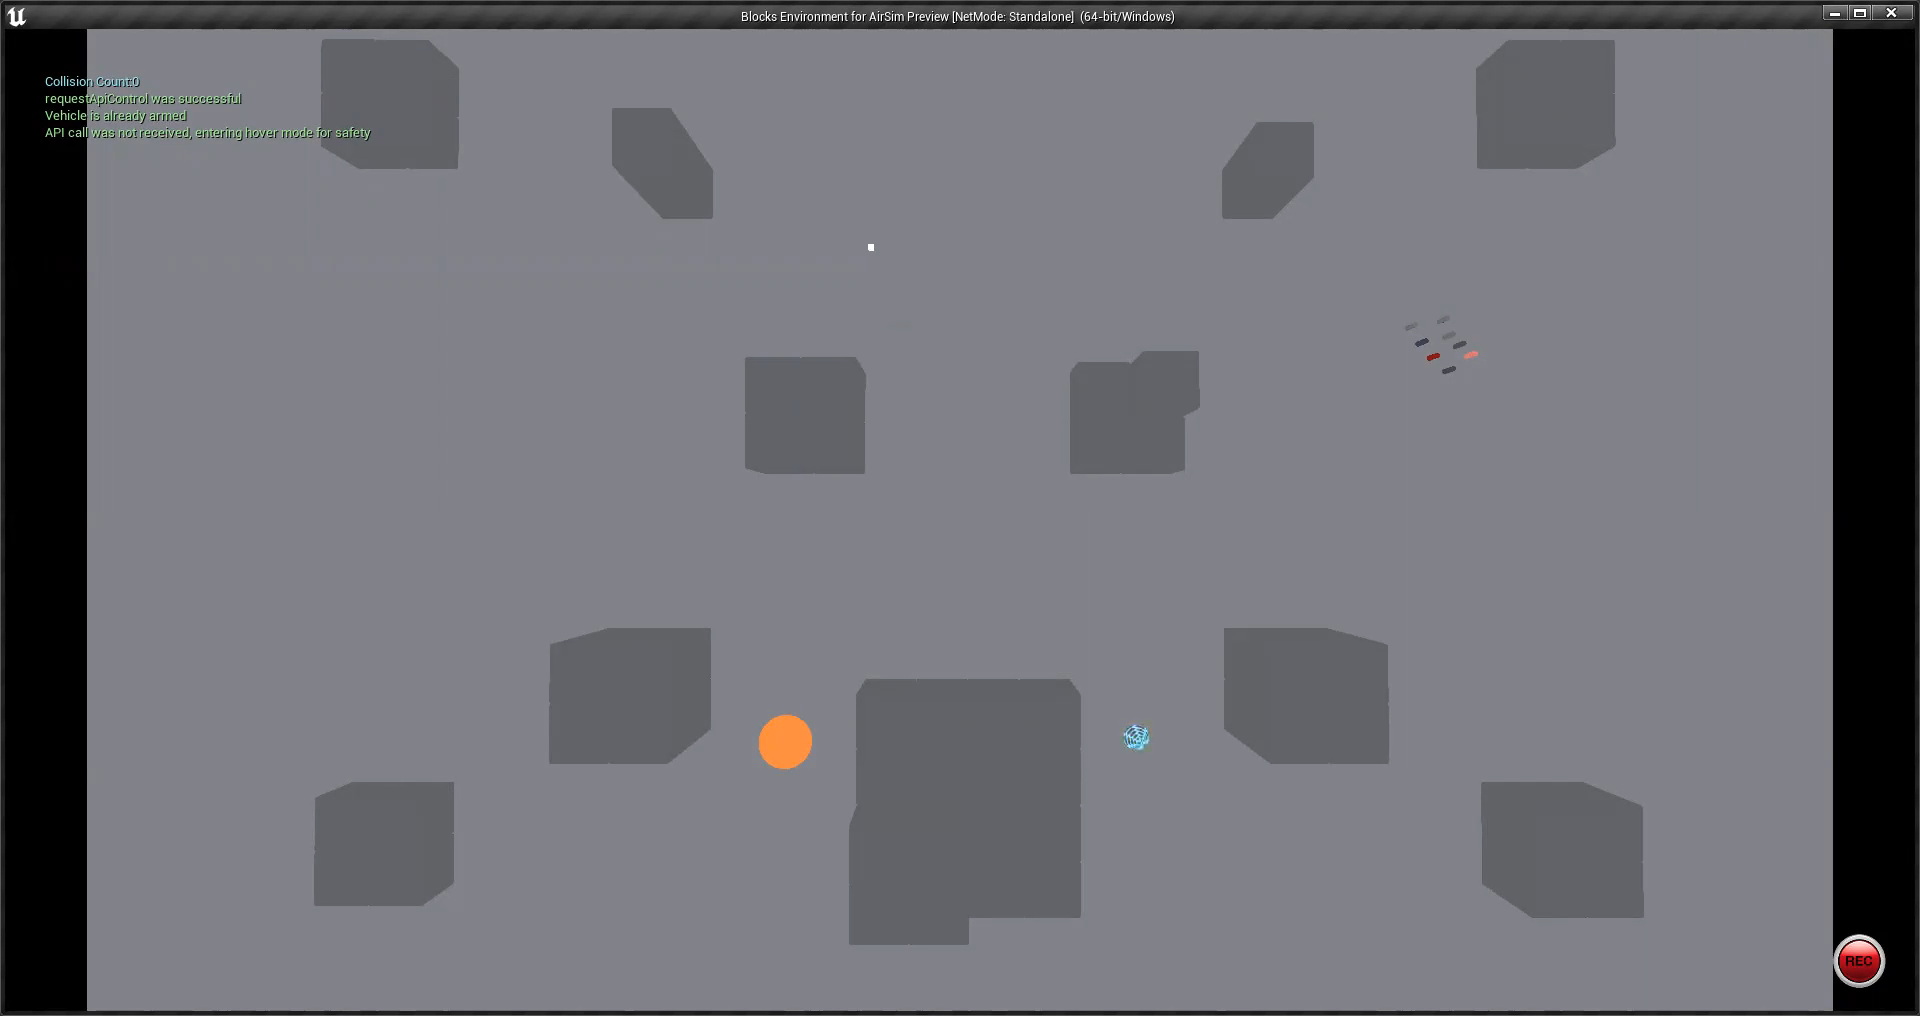 Blocks Environment for AirSim Preview [NetMode: Standalone] (64-bit/Windows)
Collision Count:0
requestApiControl was successful
Vehicle is already armed
API call was not received, entering hover mode for safety
REC